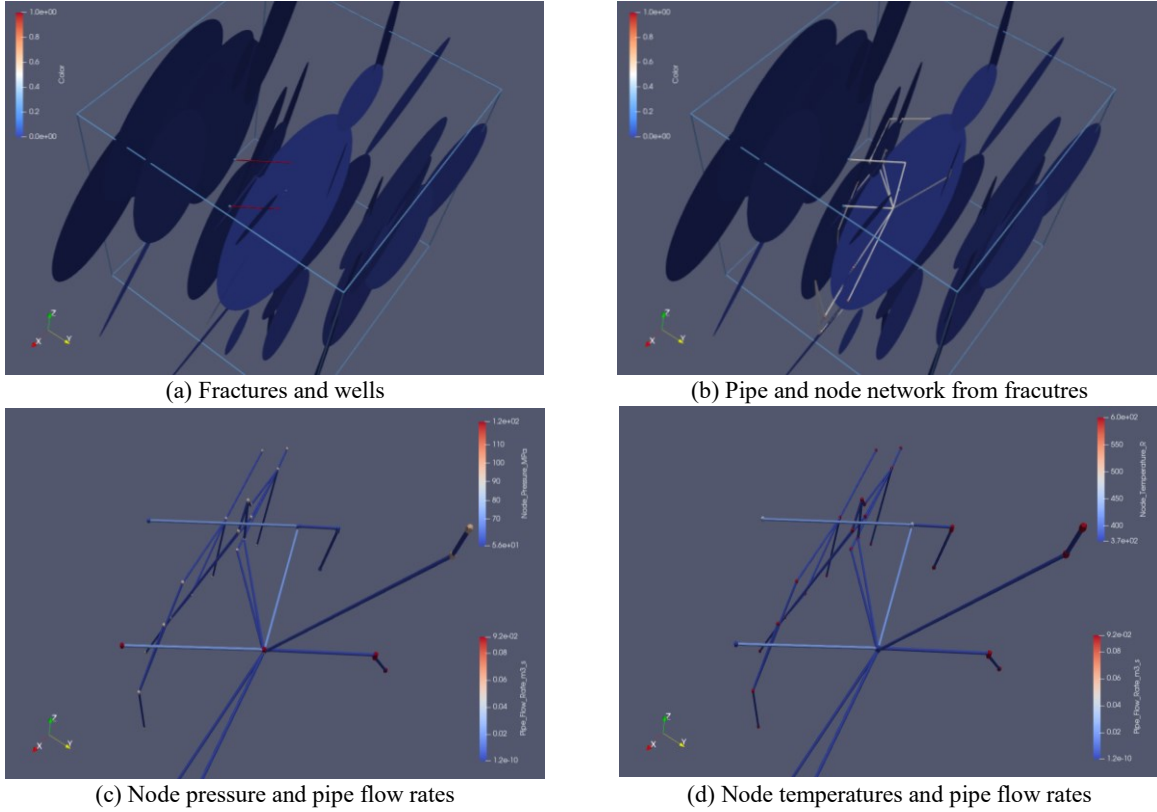 1.0e+00
0.8
0.6
0.4
0.2
0.0e+00
Color
Z
X
Y
1.0e+00
0.8
0.6
0.4
0.2
0.0e+00
Color
Z
X
Y
(a) Fractures and wells
(b) Pipe and node network from fracutres
1.2e+02
110
100
90
80
70
5.6e+01
Node_Pressure_MPa
9.2e-02
0.08
0.06
0.04
0.02
1.2e-10
Pipe_Flow_Rate_m3_s
Z
X
Y
6.0e+02
550
500
450
400
3.7e+02
Node_Temperature_R
9.2e-02
0.08
0.06
0.04
0.02
1.2e-10
Pipe_Flow_Rate_m3_s
Z
X
Y
(c) Node pressure and pipe flow rates
(d) Node temperatures and pipe flow rates